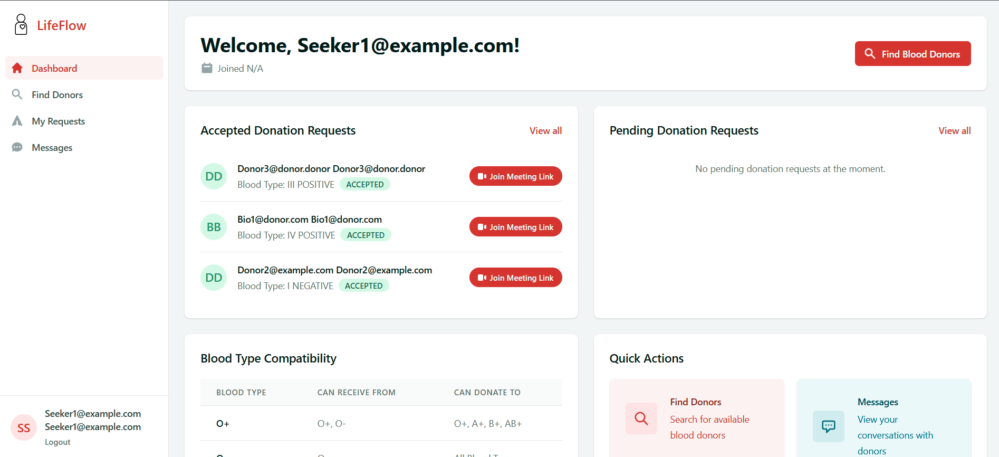 LifeFlow
Dashboard
Find Donors
My Requests
Messages
Seeker1@example.com
Seeker1@example.com
SS
Logout
Welcome, Seeker1@example.com!
Joined N/A
Find Blood Donors
Accepted Donation Requests
View all
DD
Donor3@donor.donor Donor3@donor.donor
Blood Type: III POSITIVE ACCEPTED
Join Meeting Link
BB
Bio1@donor.com Bio1@donor.com
Blood Type: IV POSITIVE ACCEPTED
Join Meeting Link
DD
Donor2@example.com Donor2@example.com
Blood Type: I NEGATIVE ACCEPTED
Join Meeting Link
Pending Donation Requests
View all
No pending donation requests at the moment.
Blood Type Compatibility
BLOOD TYPE CAN RECEIVE FROM CAN DONATE TO
O+ O+, O- O+, A+, B+, AB+
Quick Actions
Find Donors
Search for available
blood donors
Messages
View your
conversations with
donors